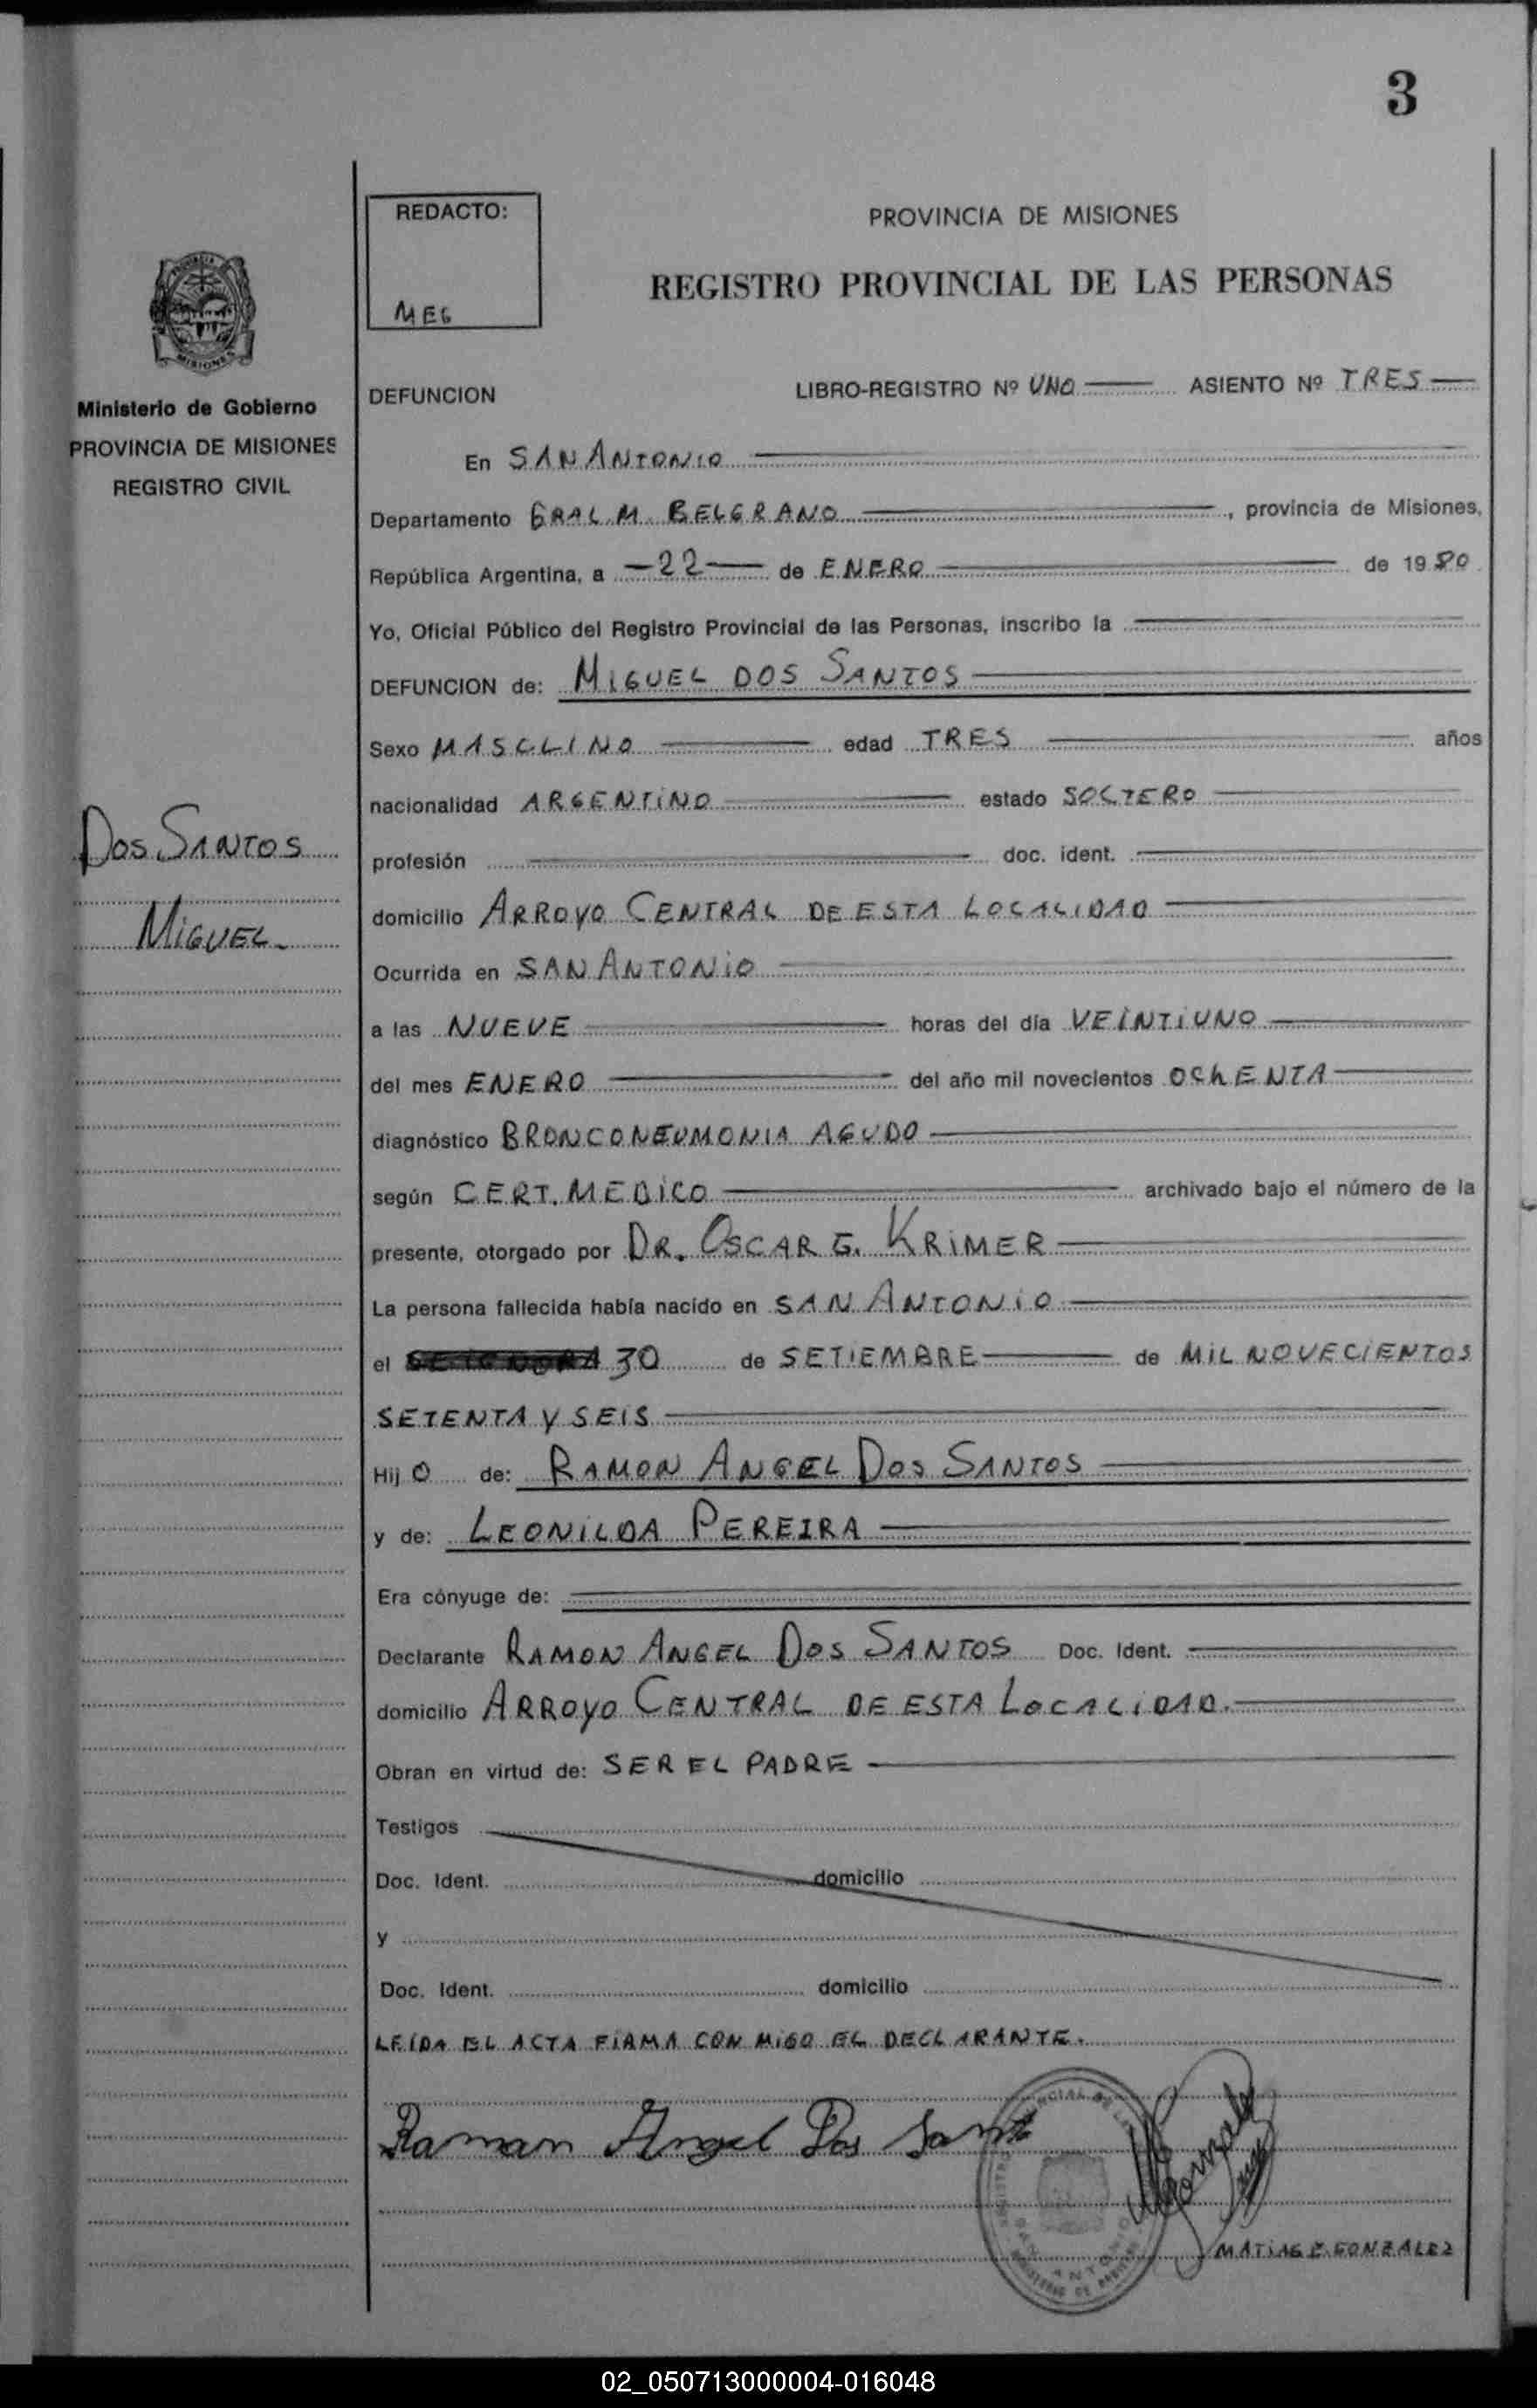 3
REDACTO:
MEG
PROVINCIA DE MISIONES
REGISTRO PROVINCIAL DE LAS PERSONAS
Ministerio de Gobierno
PROVINCIA DE MISIONES
REGISTRO CIVIL
DEFUNCION LIBRO-REGISTRO Nº UNO ASIENTO Nº TRES
En SAN ANTONIO
Departamento GRAL M. BELGRANO, provincia de Misiones,
República Argentina, a -22- de ENERO de 1980
Yo, Oficial Público del Registro Provincial de las Personas, inscribo la
DEFUNCION de: MIGUEL DOS SANTOS
Sexo MASCLINO edad TRES años
nacionalidad ARGENTINO estado SOLTERO
DOS SANTOS
MIGUEL
profesión doc. ident.
domicilio ARROYO CENTRAL DE ESTA LOCALIDAD
Ocurrida en SAN ANTONIO
a las NUEVE horas del día VEINTIUNO
del mes ENERO del año mil novecientos OCHENTA
diagnóstico BRONCONEUMONIA AGUDO
según CERT. MEDICO archivado bajo el número de la
presente, otorgado por DR. OSCAR G. KRIMER
La persona fallecida había nacido en SAN ANTONIO
el 30 de SETIEMBRE de MIL NOVECIENTOS
SETENTA Y SEIS
Hij O de: RAMON ANGEL DOS SANTOS
y de: LEONILDA PEREIRA
Era cónyuge de:
Declarante RAMON ANGEL DOS SANTOS Doc. Ident.
domicilio ARROYO CENTRAL DE ESTA LOCALIDAD.
Obran en virtud de: SER EL PADRE
Testigos
Doc. Ident. domicilio
y
Doc. Ident. domicilio
LEIDA EL ACTA FIRMA CON MIGO EL DECLARANTE.
Raman Angel Dos Sant
MATIAS E. GONZALEZ
02_050713000004-016048